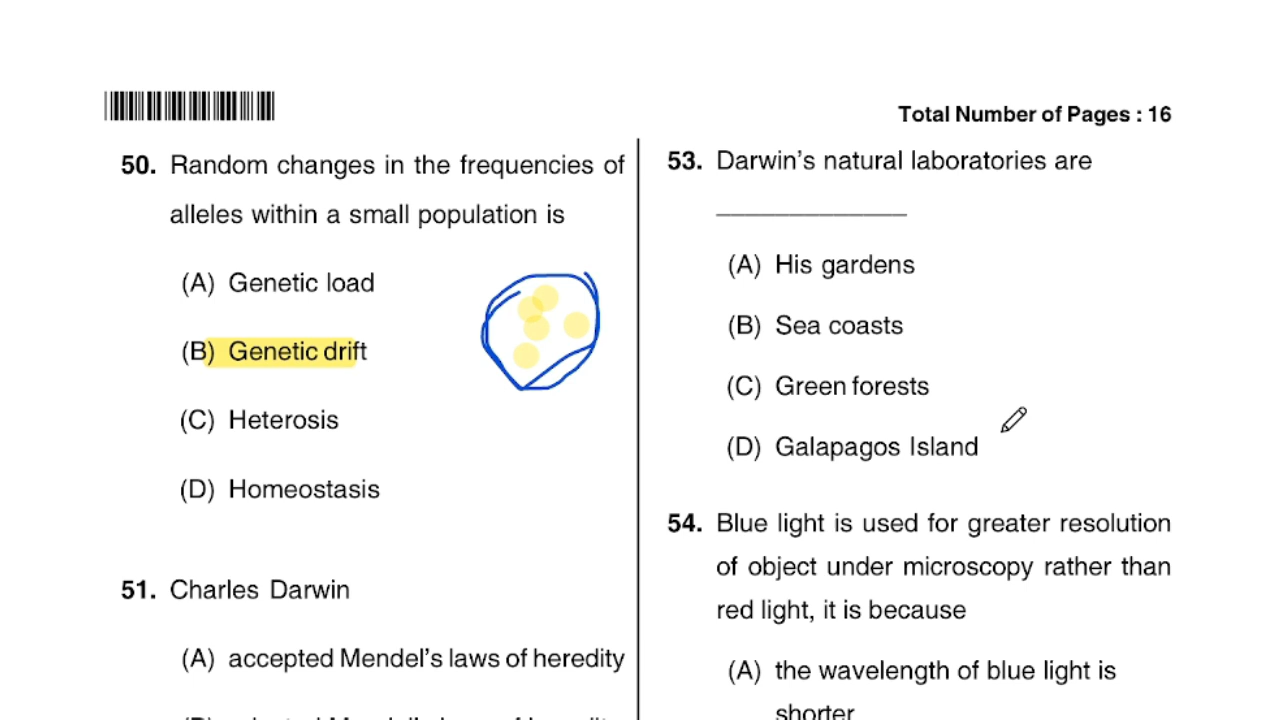 Total Number of Pages : 16
50. Random changes in the frequencies of
alleles within a small population is
(A) Genetic load
(B) Genetic drift
(C) Heterosis
(D) Homeostasis
51. Charles Darwin
(A) accepted Mendel's laws of heredity
53. Darwin's natural laboratories are
______________
(A) His gardens
(B) Sea coasts
(C) Green forests
(D) Galapagos Island
54. Blue light is used for greater resolution
of object under microscopy rather than
red light, it is because
(A) the wavelength of blue light is
shorter